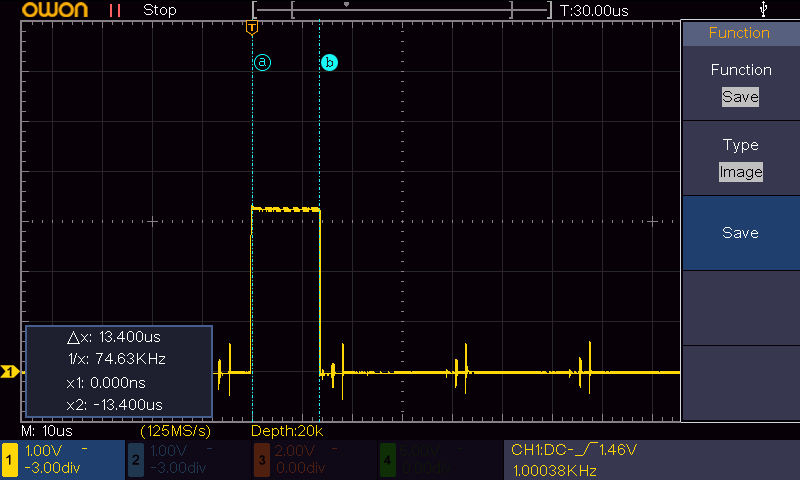 owon
Stop
T:30.00us
T
a
b
Function
Function
Save
Type
Image
Save
△x: 13.400us
1/x: 74.63KHz
x1: 0.000ns
x2: -13.400us
1
M: 10us
(125MS/s)
Depth:20k
1
1.00V
-3.00div
2
1.00V
-3.00div
3
2.00V
0.00div
4
5.00V
0.00div
CH1:DC-
1.46V
1.00038KHz